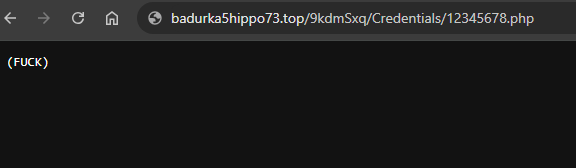 badurka5hippo73.top/9kdmSxq/Credentials/12345678.php
(FUCK)